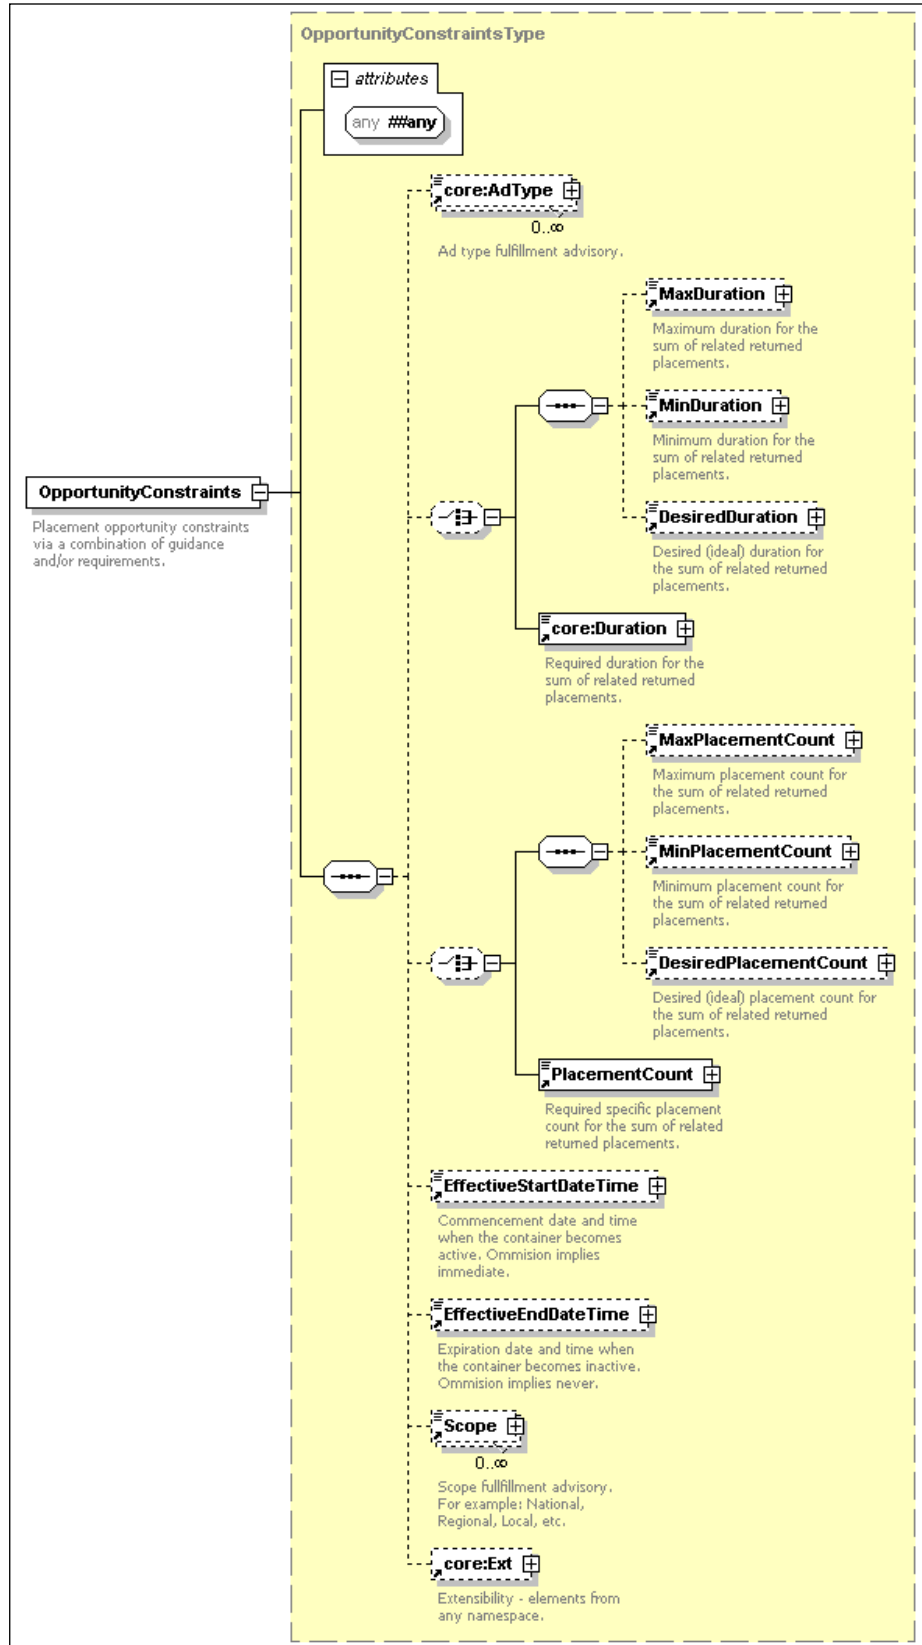 OpportunityConstraintsType
attributes
any ##any
core:AdType
0..∞
Ad type fulfillment advisory.
MaxDuration
Maximum duration for the
sum of related returned
placements.
MinDuration
Minimum duration for the
sum of related returned
placements.
OpportunityConstraints
Placement opportunity constraints
via a combination of guidance
and/or requirements.
DesiredDuration
Desired (ideal) duration for
the sum of related returned
placements.
core:Duration
Required duration for the
sum of related returned
placements.
MaxPlacementCount
Maximum placement count for
the sum of related returned
placements.
MinPlacementCount
Minimum placement count for
the sum of related returned
placements.
DesiredPlacementCount
Desired (ideal) placement count for
the sum of related returned
placements.
PlacementCount
Required specific placement
count for the sum of related
returned placements.
EffectiveStartDateTime
Commencement date and time
when the container becomes
active. Ommision implies
immediate.
EffectiveEndDateTime
Expiration date and time when
the container becomes inactive.
Ommision implies never.
Scope
0..∞
Scope fullfillment advisory.
For example: National,
Regional, Local, etc.
core:Ext
Extensibility - elements from
any namespace.